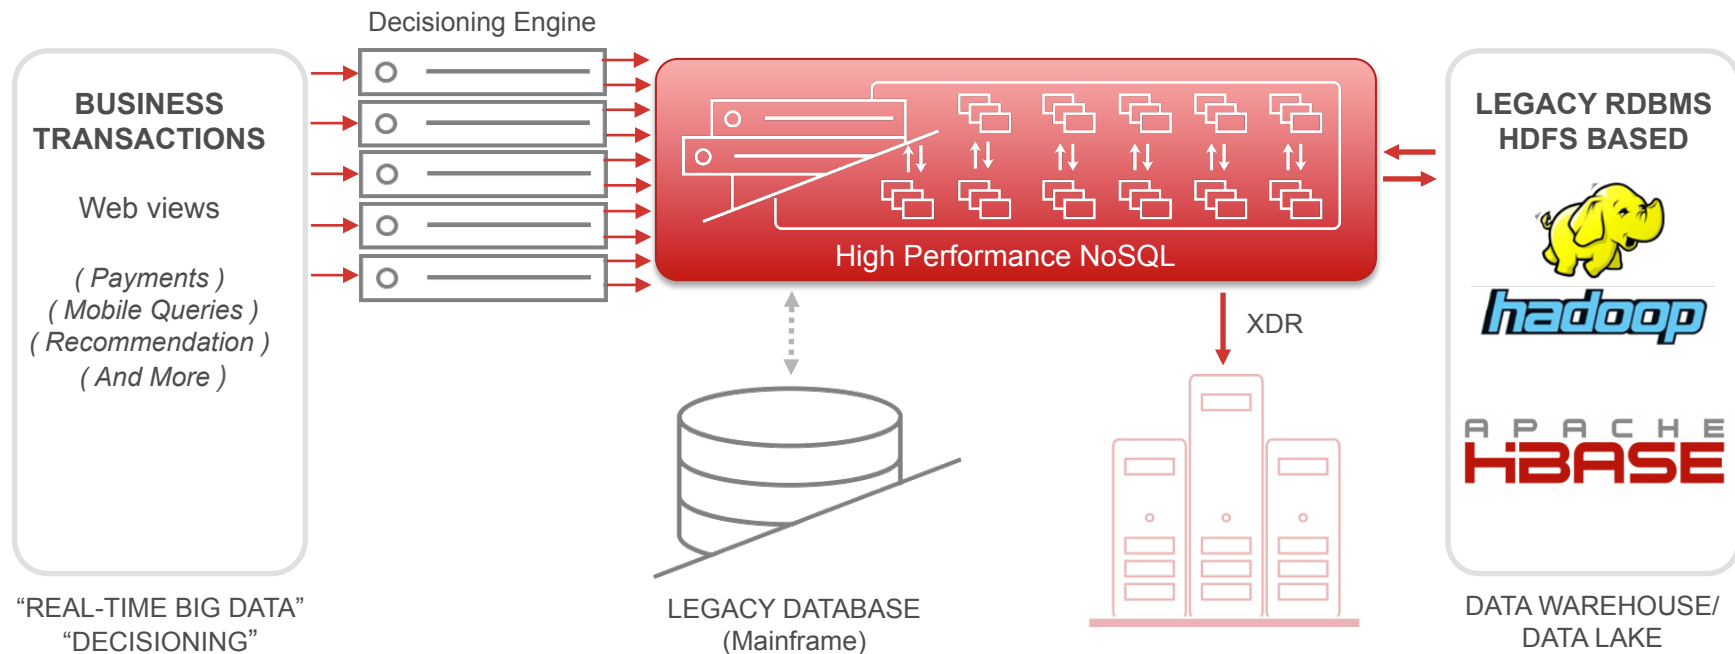 Decisioning Engine
BUSINESS
TRANSACTIONS
Web views
( Payments )
( Mobile Queries )
( Recommendation )
( And More )
“REAL-TIME BIG DATA”
“DECISIONING”
High Performance NoSQL
XDR
LEGACY DATABASE
(Mainframe)
LEGACY RDBMS
HDFS BASED
hadoop
APACHE
HBASE
DATA WAREHOUSE/
DATA LAKE